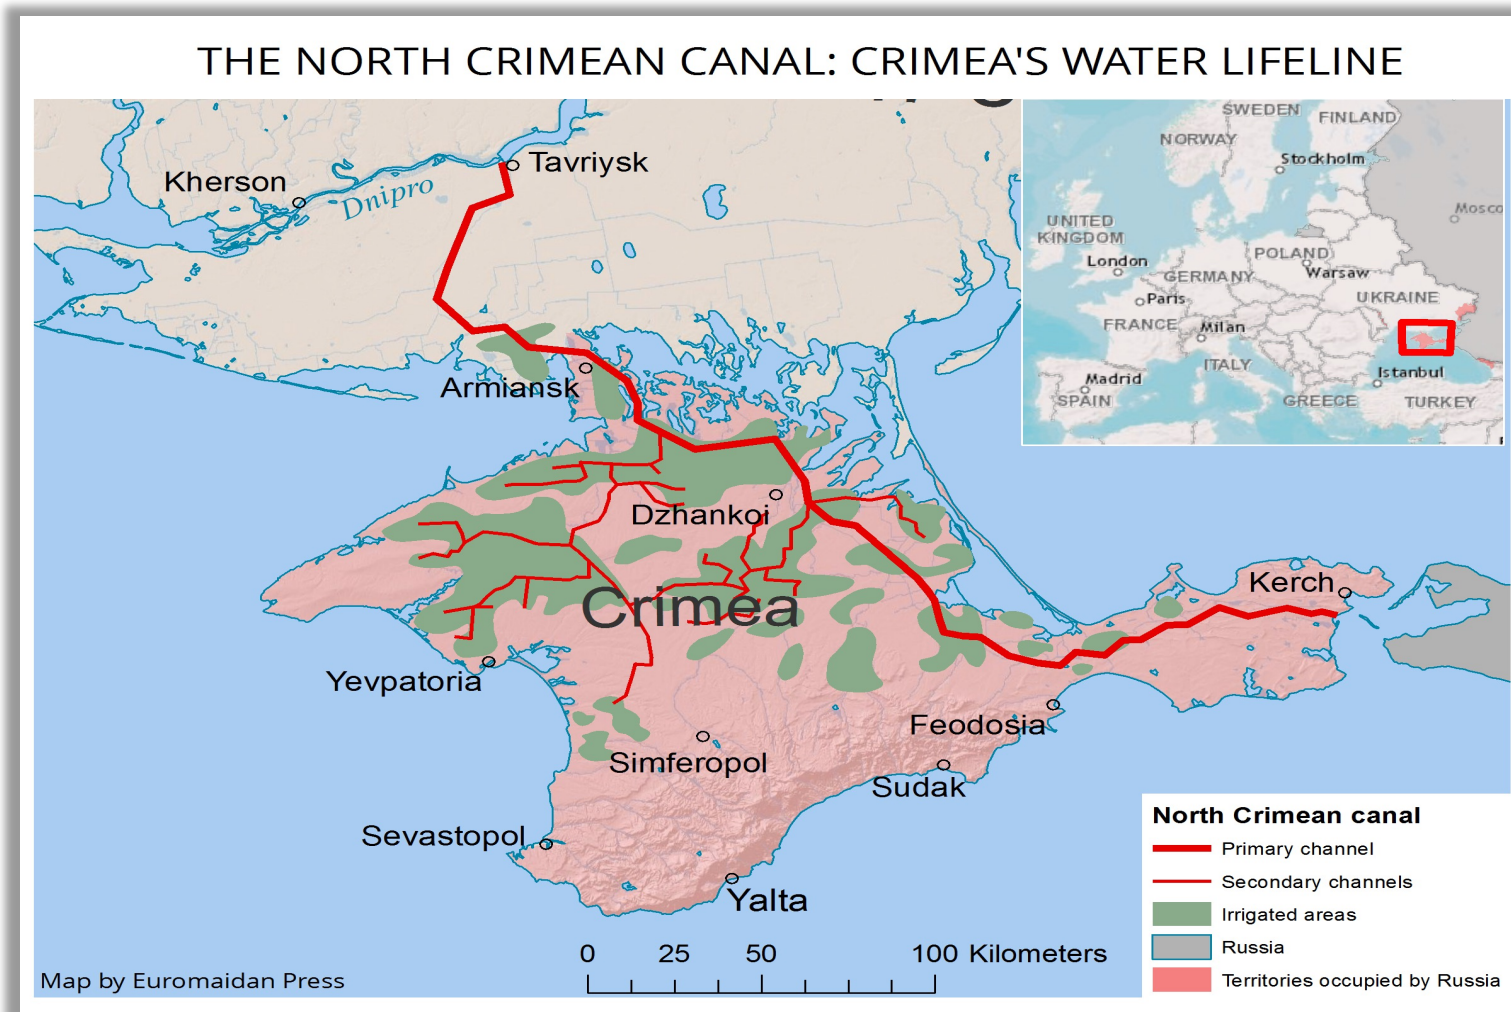 THE NORTH CRIMEAN CANAL: CRIMEA'S WATER LIFELINE
Tavriysk
Kherson
Dnipro
Armiansk
Dzhankoi
Crimea
Kerch
Yevpatoria
Feodosia
Simferopol
Sudak
Sevastopol
Yalta
SWEDEN
FINLAND
NORWAY
Stockholm
Mosco
UNITED
KINGDOM
London
POLAND
GERMANY
Warsaw
Paris
UKRAINE
FRANCE
Milan
ITALY
Istanbul
Madrid
SPAIN
GREECE
TURKEY
North Crimean canal
Primary channel
Secondary channels
Irrigated areas
Russia
Territories occupied by Russia
0 25 50 100 Kilometers
Map by Euromaidan Press